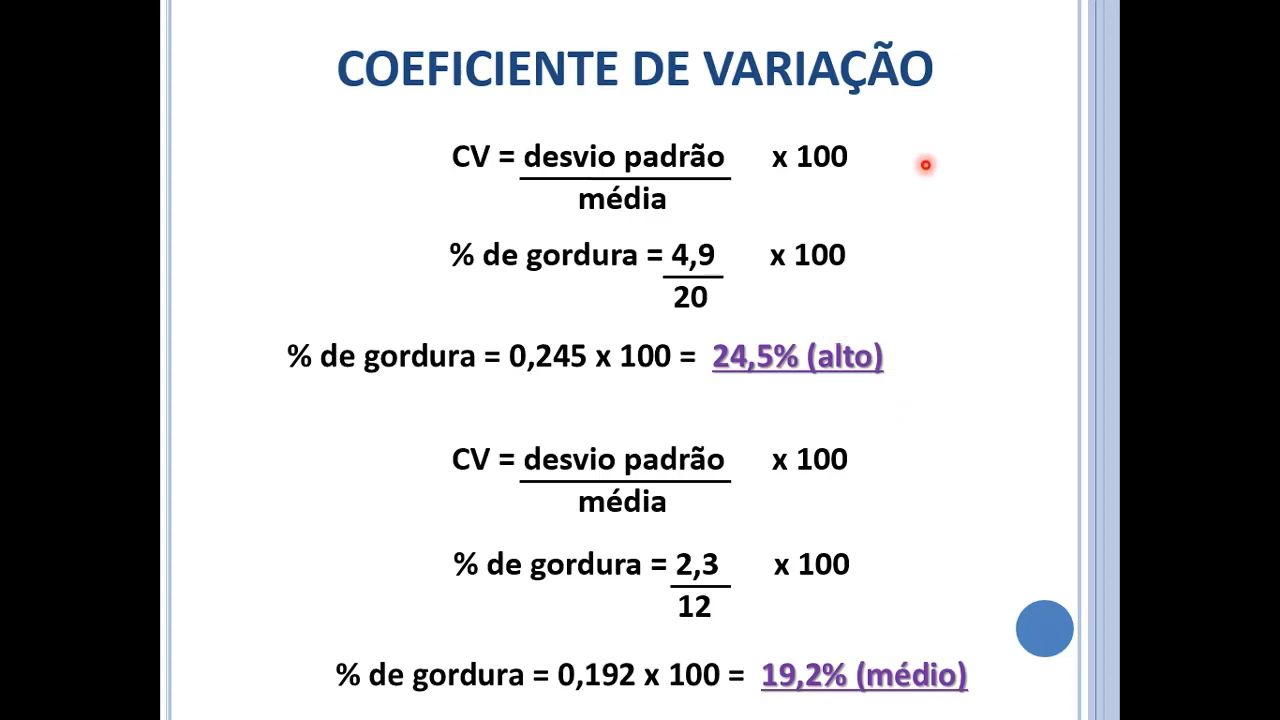 COEFICIENTE DE VARIAÇÃO
CV = desvio padrão x 100
média
% de gordura = 4,9 x 100
20
% de gordura = 0,245 x 100 = 24,5% (alto)
CV = desvio padrão x 100
média
% de gordura = 2,3 x 100
12
% de gordura = 0,192 x 100 = 19,2% (médio)